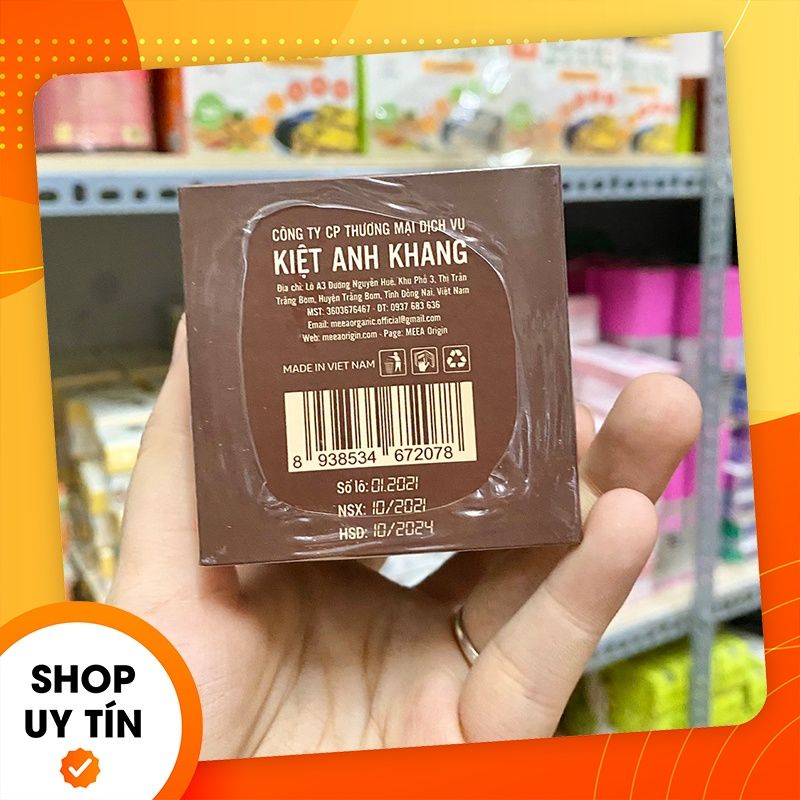 CÔNG TY CP THƯƠNG MẠI DỊCH VỤ
KIỆT ANH KHANG
Địa chỉ: Lô A3 Đường Nguyễn Huệ, Khu Phố 3, Thị Trấn
Trảng Bom, Huyện Trảng Bom, Tỉnh Đồng Nai, Việt Nam
MST: 3603676467 - ĐT: 0937 683 636
Email: meeaorganic.official@gmail.com
Web: meeaorigin.com - Page: MEEA Origin
MADE IN VIET NAM
8 938534 672078
Số lô: 01.2021
NSX: 10/2021
HSD: 10/2024
SHOP
UY TÍN